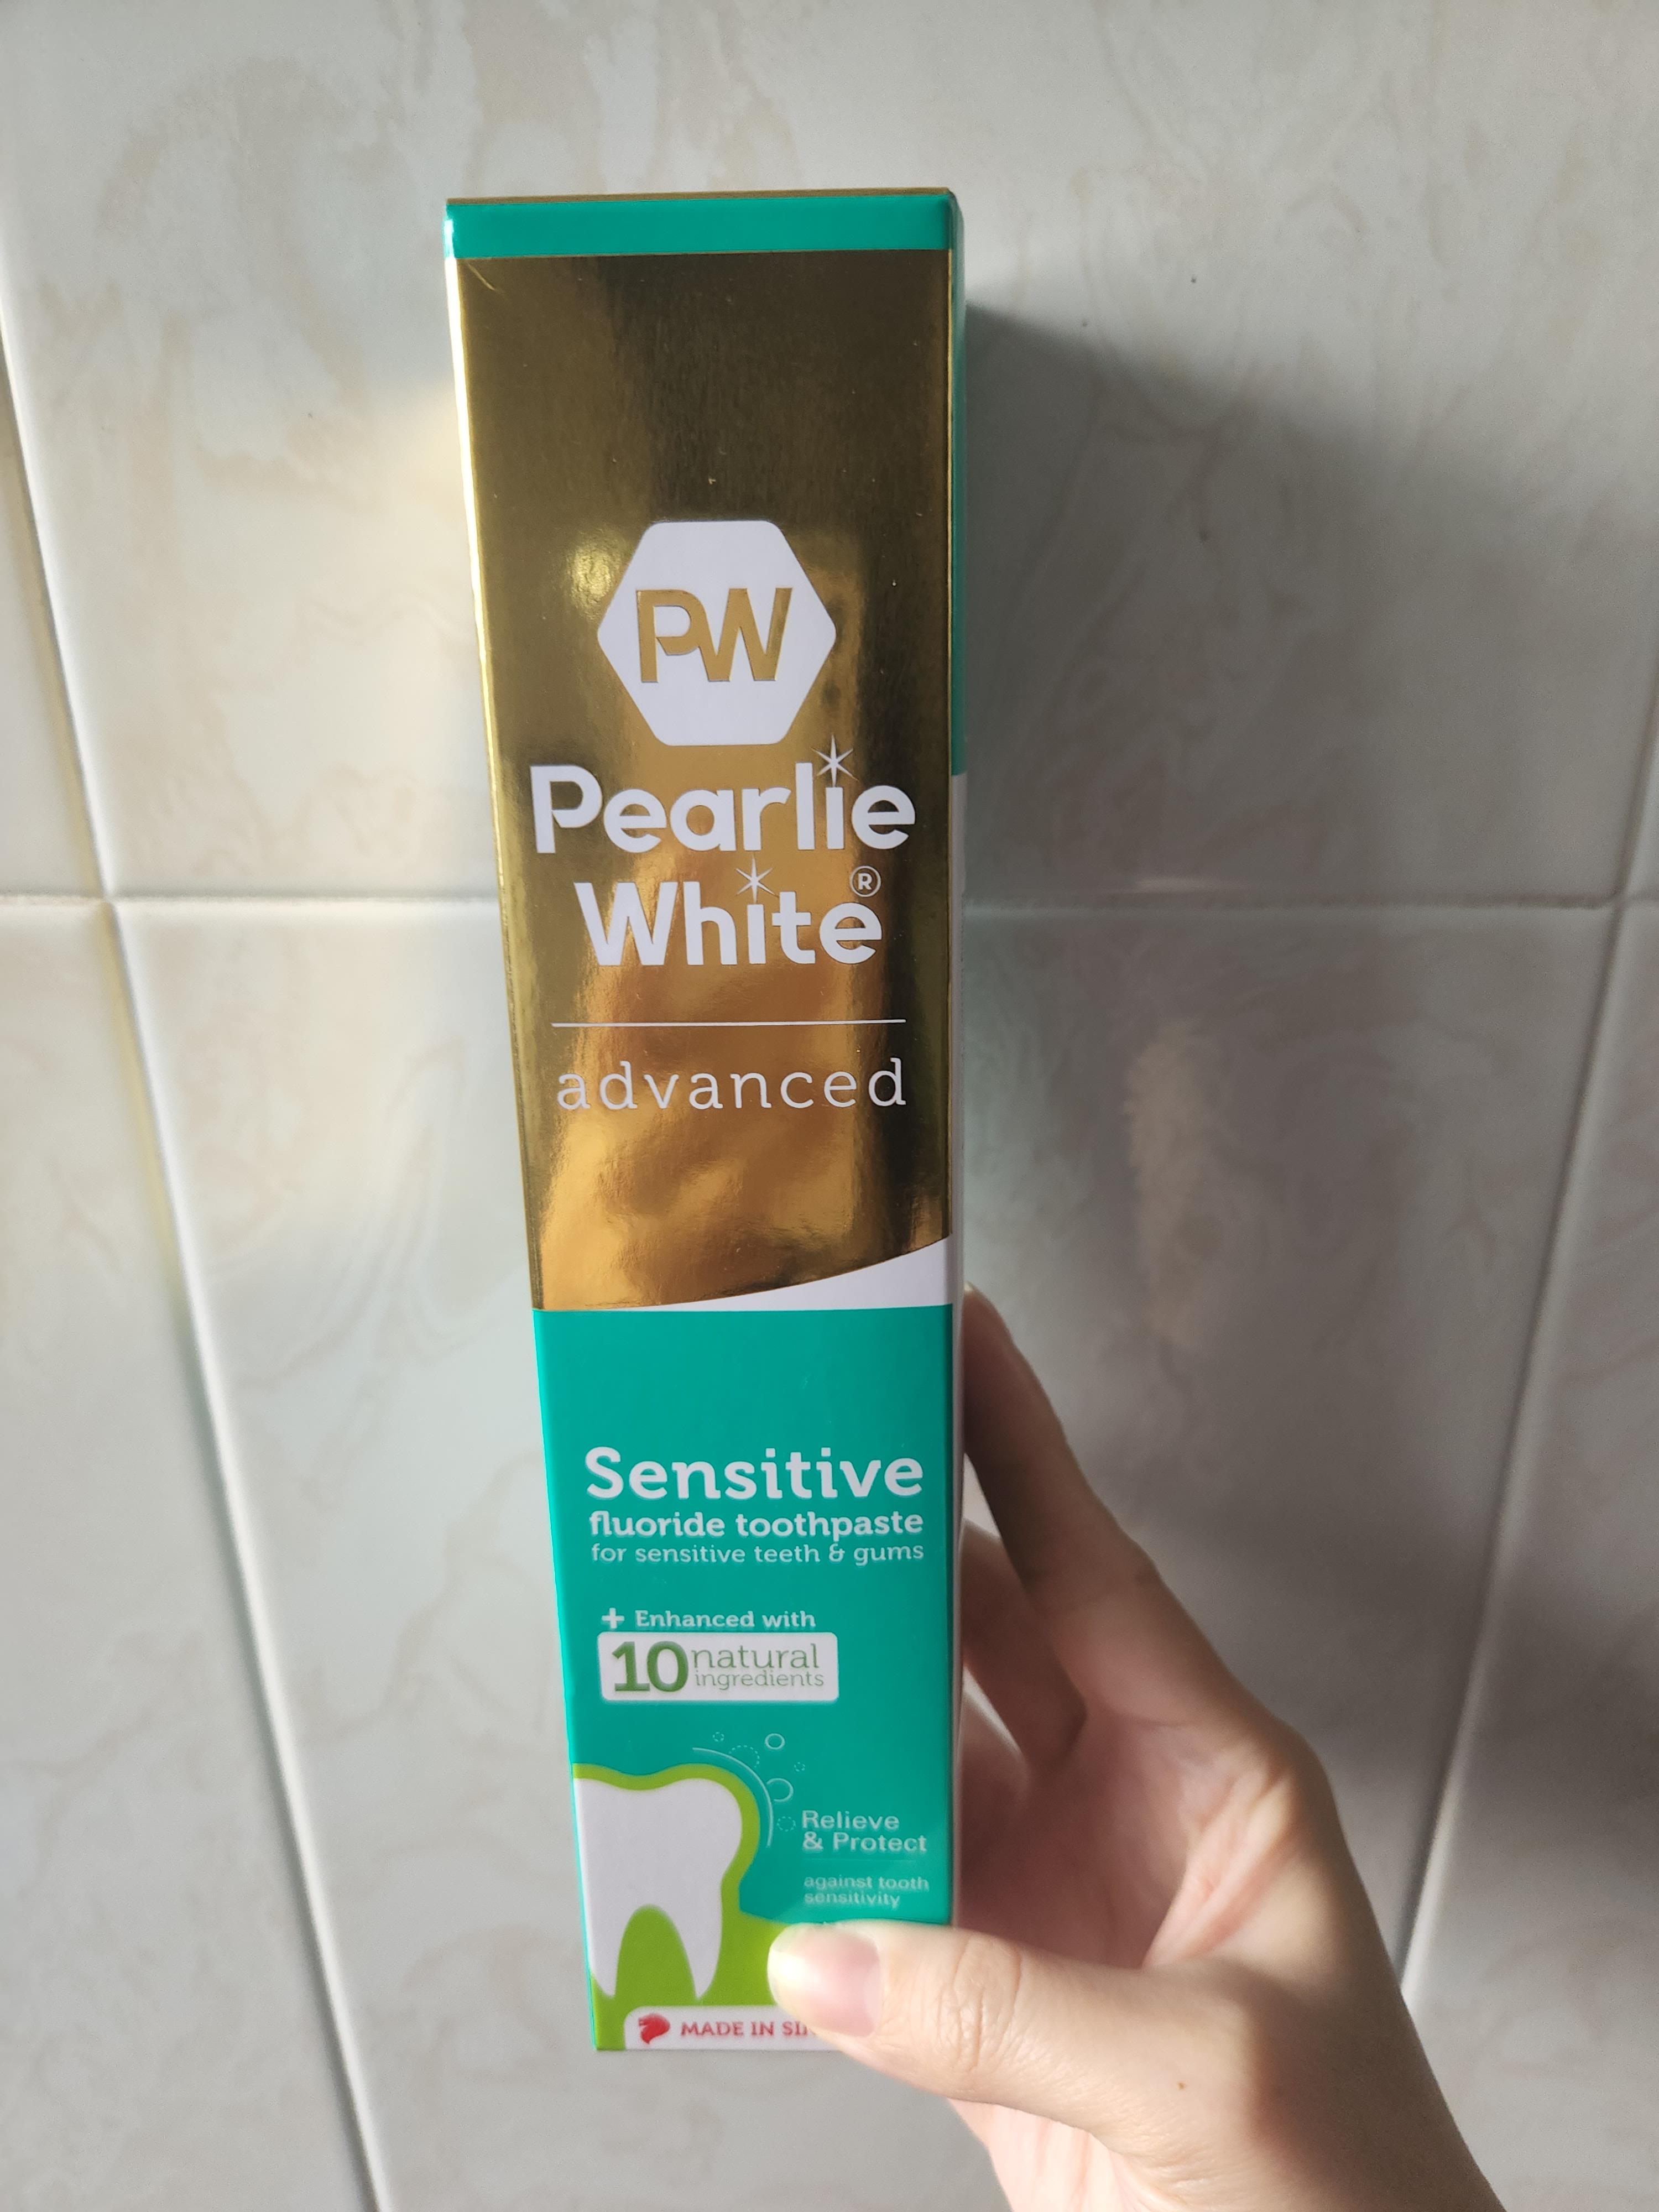 PW
Pearlie
White®
advanced
Sensitive
fluoride toothpaste
for sensitive teeth & gums
+ Enhanced with
10 natural
ingredients
Relieve
& Protect
against tooth
sensitivity
MADE IN